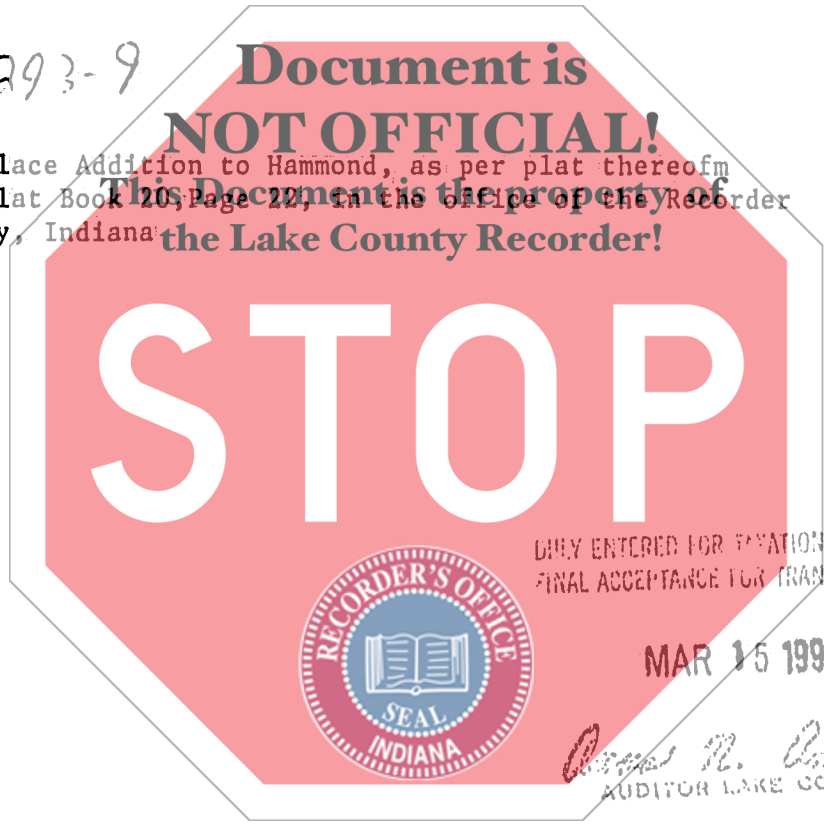 293-9
Document is
NOT OFFICIAL!
lace Addition to Hammond, as per plat thereofm
This Document is the property of
lat Book 20, Page 22, in the office of the Recorder
the Lake County Recorder!
y, Indiana
STOP
DULY ENTERED FOR TAXATION
FINAL ACCEPTANCE FOR TRAN
RECORDER'S OFFICE
MAR 15 199
SEAL
INDIANA
AUDITOR LAKE CO